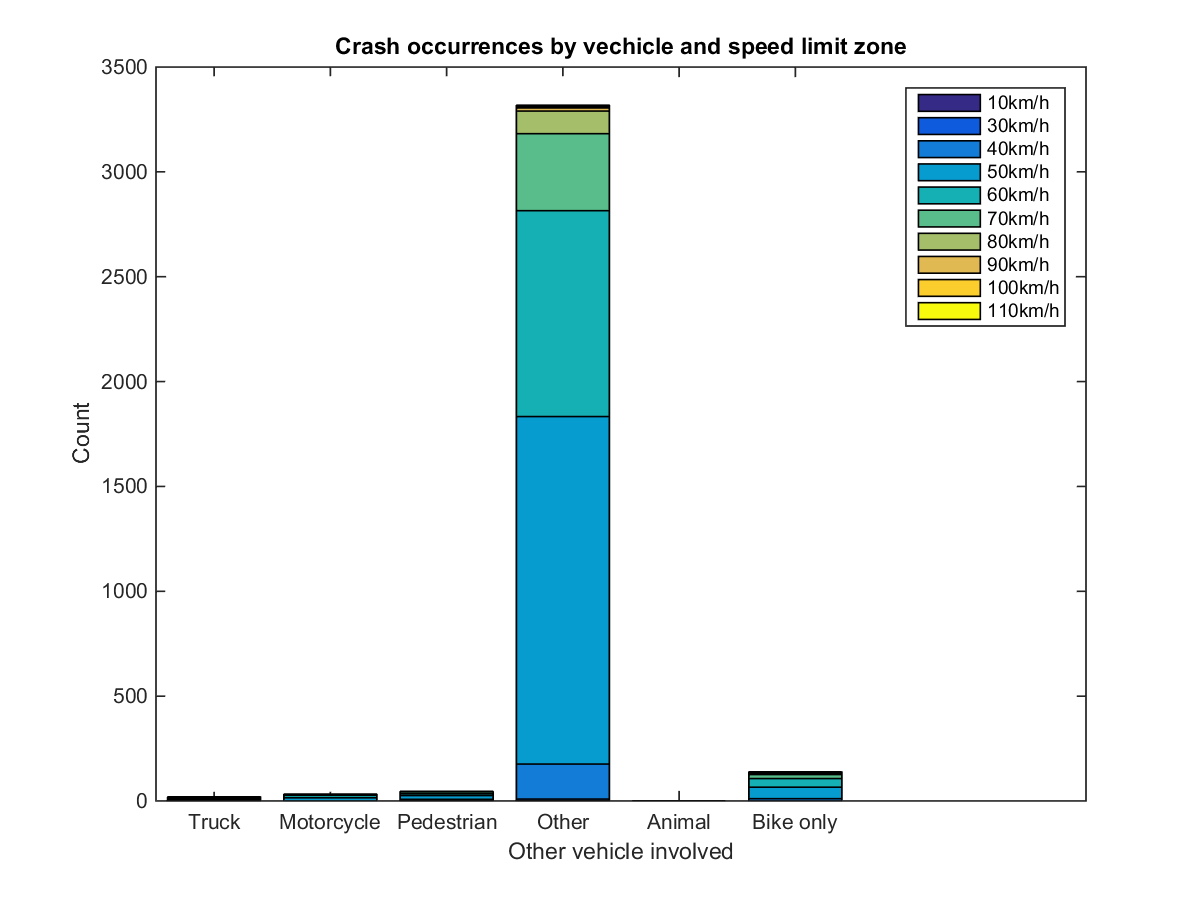 Crash occurrences by vechicle and speed limit zone
3500
3000
2500
2000
1500
1000
500
0
Count
10km/h
30km/h
40km/h
50km/h
60km/h
70km/h
80km/h
90km/h
100km/h
110km/h
Truck Motorcycle Pedestrian Other Animal Bike only
Other vehicle involved